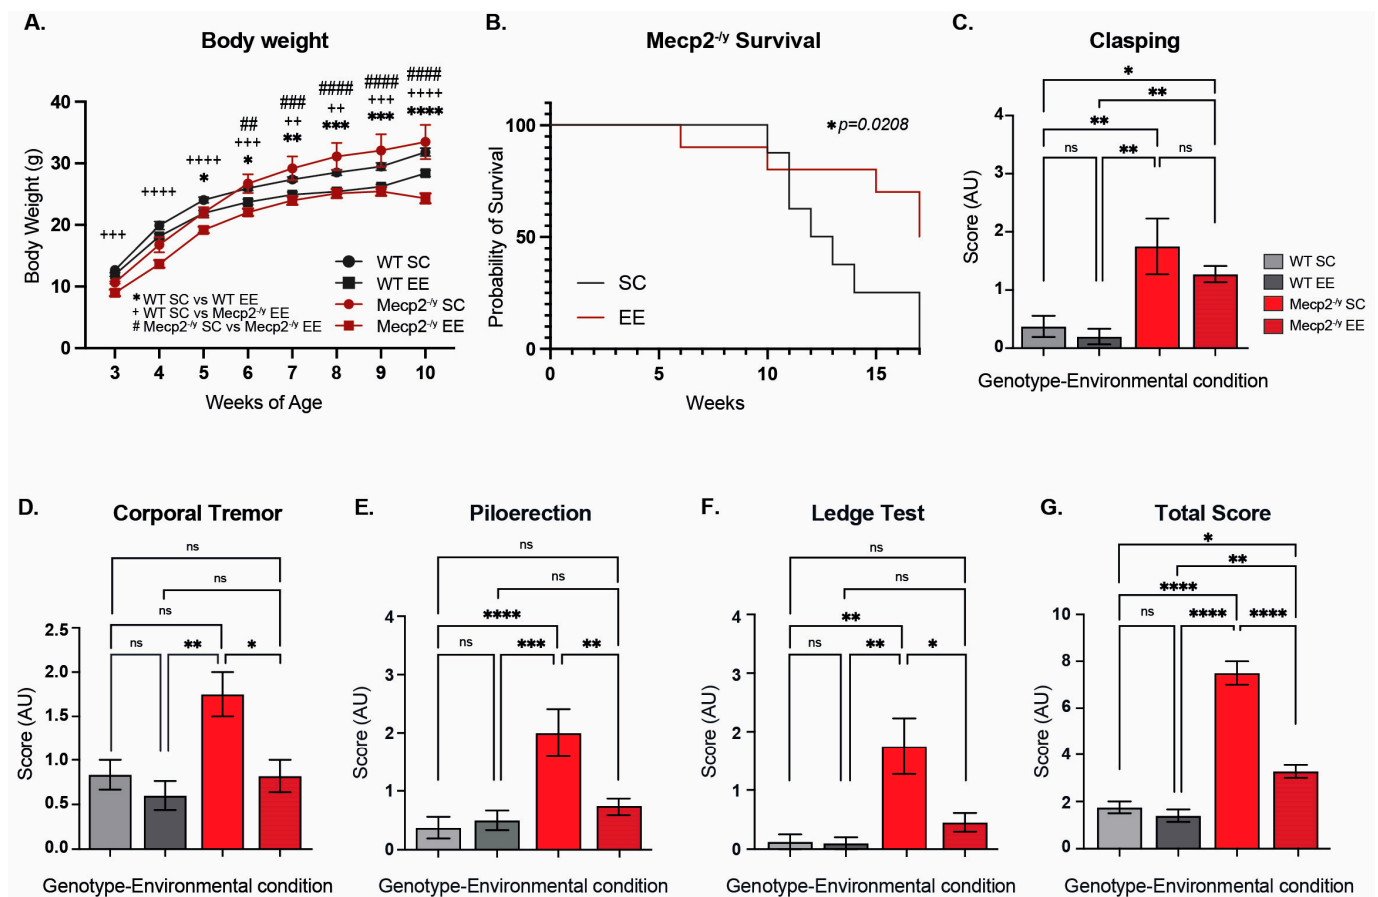 A.
Body weight
Body Weight (g)
40
30
20
10
0
+++
++++
++++
*
##
+++
*
###
++
**
####
++
***
####
+++
***
####
++++
****
WT SC
WT EE
Mecp2-/y SC
Mecp2-/y EE
* WT SC vs WT EE
+ WT SC vs Mecp2-/y EE
# Mecp2-/y SC vs Mecp2-/y EE
3 4 5 6 7 8 9 10
Weeks of Age
B.
Mecp2-/y Survival
Probability of Survival
100
50
0
* p=0.0208
SC
EE
0 5 10 15
Weeks
C.
Clasping
Score (AU)
4
3
2
1
0
*
**
**
ns ** ns
Genotype-Environmental condition
WT SC
WT EE
Mecp2-/y SC
Mecp2-/y EE
D.
Corporal Tremor
Score (AU)
2.5
2.0
1.5
1.0
0.5
0.0
ns
ns
ns
ns ** *
Genotype-Environmental condition
E.
Piloerection
Score (AU)
4
3
2
1
0
ns
ns
****
ns *** **
Genotype-Environmental condition
F.
Ledge Test
Score (AU)
4
3
2
1
0
ns
ns
**
ns ** *
Genotype-Environmental condition
G.
Total Score
Score (AU)
10
8
6
4
2
0
*
**
****
ns **** ****
Genotype-Environmental condition